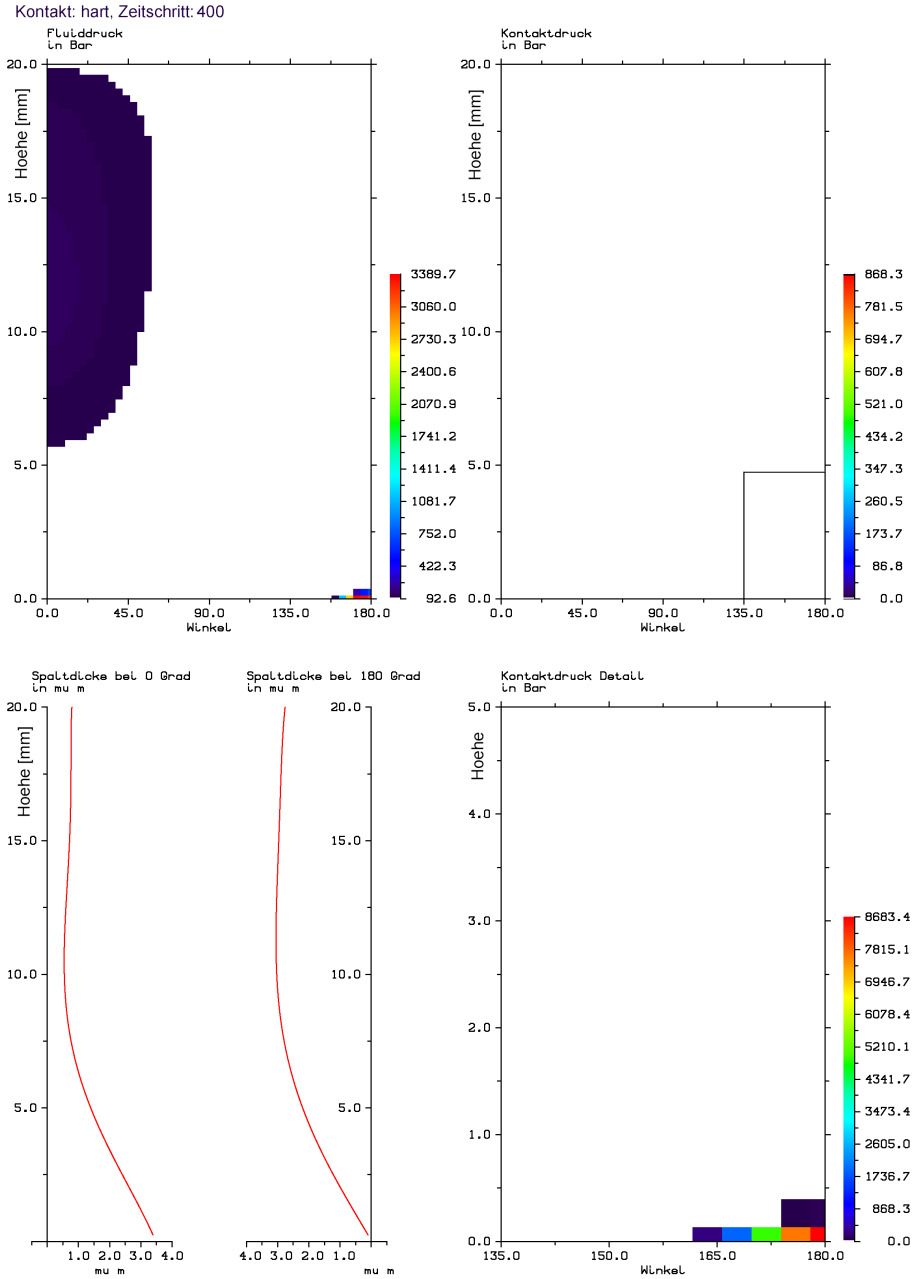 Kontakt: hart, Zeitschritt: 400
Fluiddruck
in Bar
20.0
15.0
10.0
5.0
0.0
Hoehe [mm]
0.0 45.0 90.0 135.0 180.0
Winkel
3389.7
3060.0
2730.3
2400.6
2070.9
1741.2
1411.4
1081.7
752.0
422.3
92.6
Kontaktdruck
in Bar
20.0
15.0
10.0
5.0
0.0
Hoehe [mm]
0.0 45.0 90.0 135.0 180.0
Winkel
868.3
781.5
694.7
607.8
521.0
434.2
347.3
260.5
173.7
86.8
0.0
Spaltdicke bei 0 Grad
in mu m
20.0
15.0
10.0
5.0
Hoehe [mm]
1.0 2.0 3.0 4.0
mu m
Spaltdicke bei 180 Grad
in mu m
20.0
15.0
10.0
5.0
4.0 3.0 2.0 1.0
mu m
Kontaktdruck Detail
in Bar
5.0
4.0
3.0
2.0
1.0
0.0
Hoehe
135.0 150.0 165.0 180.0
Winkel
8683.4
7815.1
6946.7
6078.4
5210.1
4341.7
3473.4
2605.0
1736.7
868.3
0.0